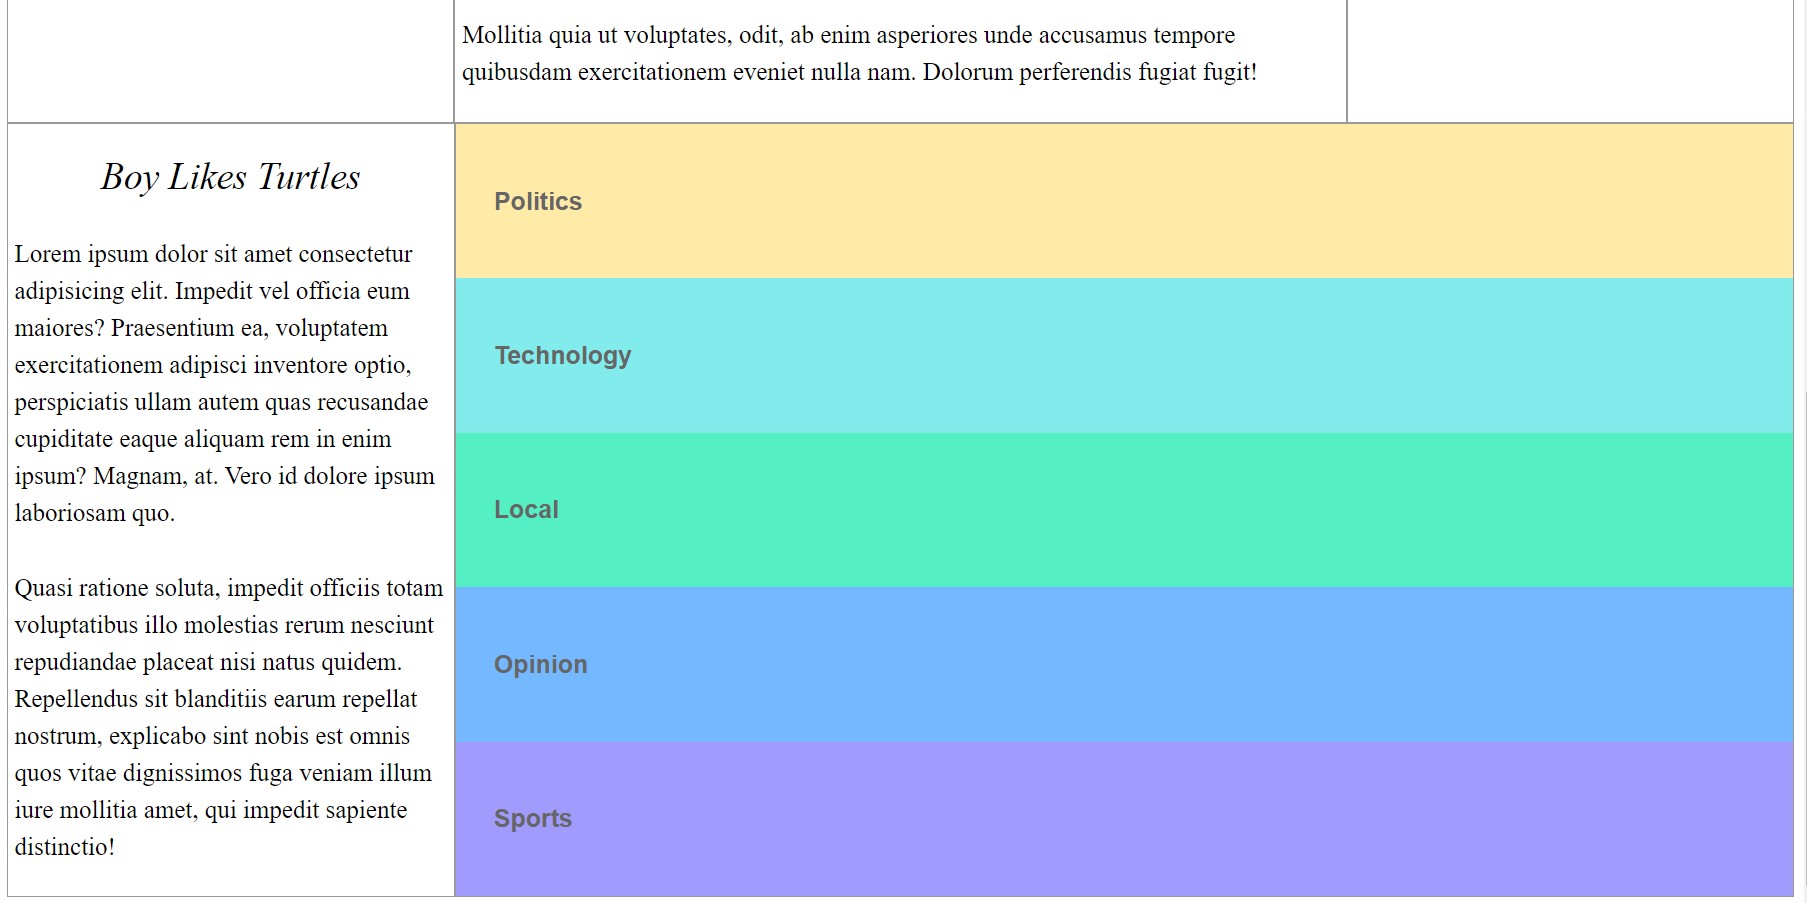 Mollitia quia ut voluptates, odit, ab enim asperiores unde accusamus tempore
quibusdam exercitationem eveniet nulla nam. Dolorum perferendis fugiat fugit!
Boy Likes Turtles
Lorem ipsum dolor sit amet consectetur
adipisicing elit. Impedit vel officia eum
maiores? Praesentium ea, voluptatem
exercitationem adipisci inventore optio,
perspiciatis ullam autem quas recusandae
cupiditate eaque aliquam rem in enim
ipsum? Magnam, at. Vero id dolore ipsum
laboriosam quo.
Quasi ratione soluta, impedit officiis totam
voluptatibus illo molestias rerum nesciunt
repudiandae placeat nisi natus quidem.
Repellendus sit blanditiis earum repellat
nostrum, explicabo sint nobis est omnis
quos vitae dignissimos fuga veniam illum
iure mollitia amet, qui impedit sapiente
distinctio!
Politics
Technology
Local
Opinion
Sports